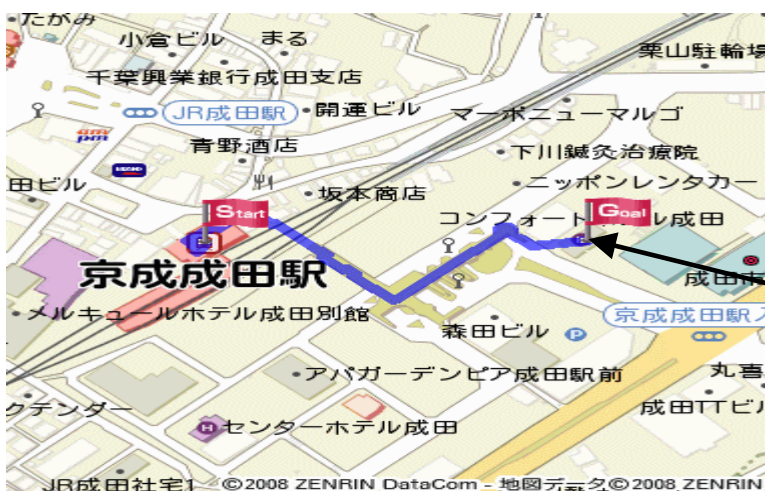 たがみ
小倉ビル
まる
栗山駐輪場
千葉興業銀行成田支店
JR成田駅
開運ビル
マーボニューマルゴ
am
pm
青野酒店
下川鍼灸治療院
田ビル
坂本商店
ニッポンレンタカー
Start
Goal
コンフォート
ル成田
京成成田駅
成田市
メルキュールホテル成田別館
京成成田駅入
森田ビル
P
アパガーデンピア成田駅前
丸喜
クテンダー
成田TTビル
H
センターホテル成田
JR成田社宅1
©2008 ZENRIN DataCom - 地図データ©2008 ZENRIN